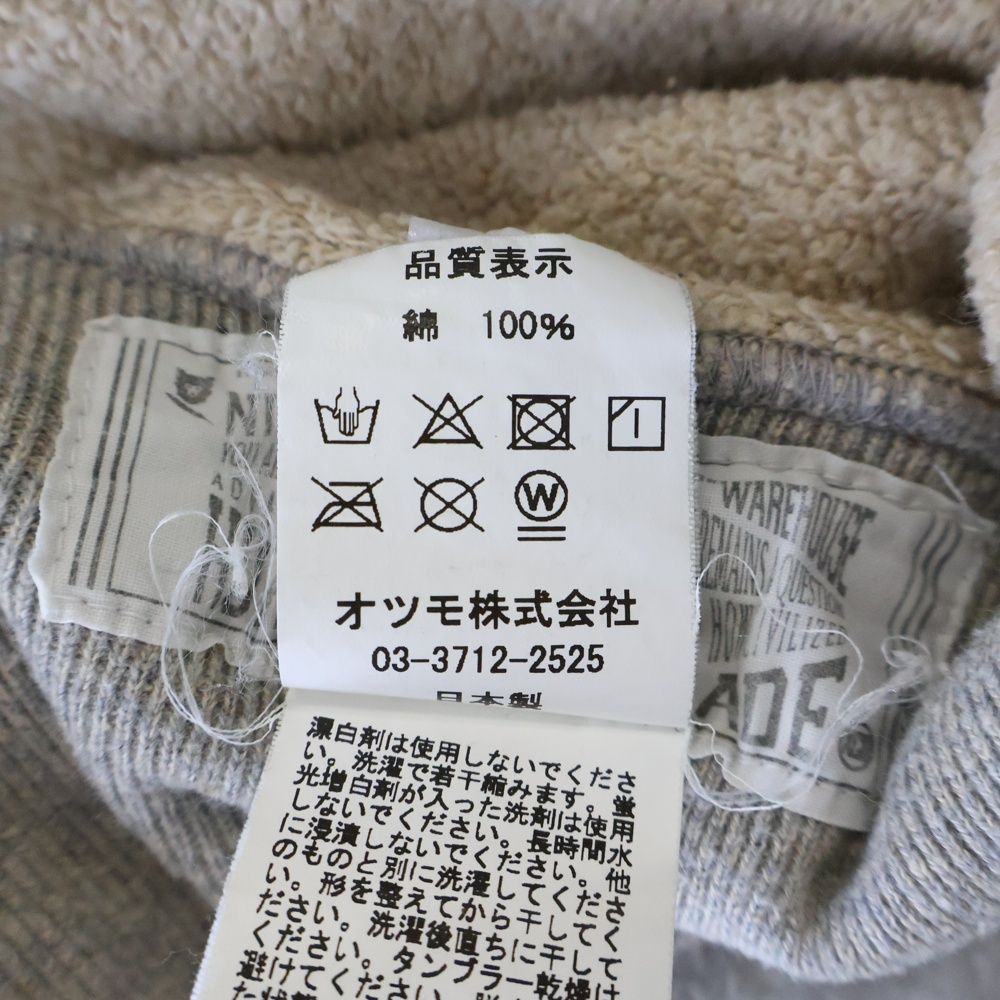 品質表示
綿 100%
W
オツモ株式会社
03-3712-2525
日本製
漂白剤は使用しないでくださ
い。洗濯で若干縮みます。蛍
光増白剤が入った洗剤は使用
しないでください。長時間水
に浸漬しないでください。他
のものと別に洗濯してくださ
い。形を整えてから干してく
ださい。洗濯後直ちに干して
ください。タンブラー乾燥は
避けてくだ
WAREHOUSE
REMAINS
HOME
ADE